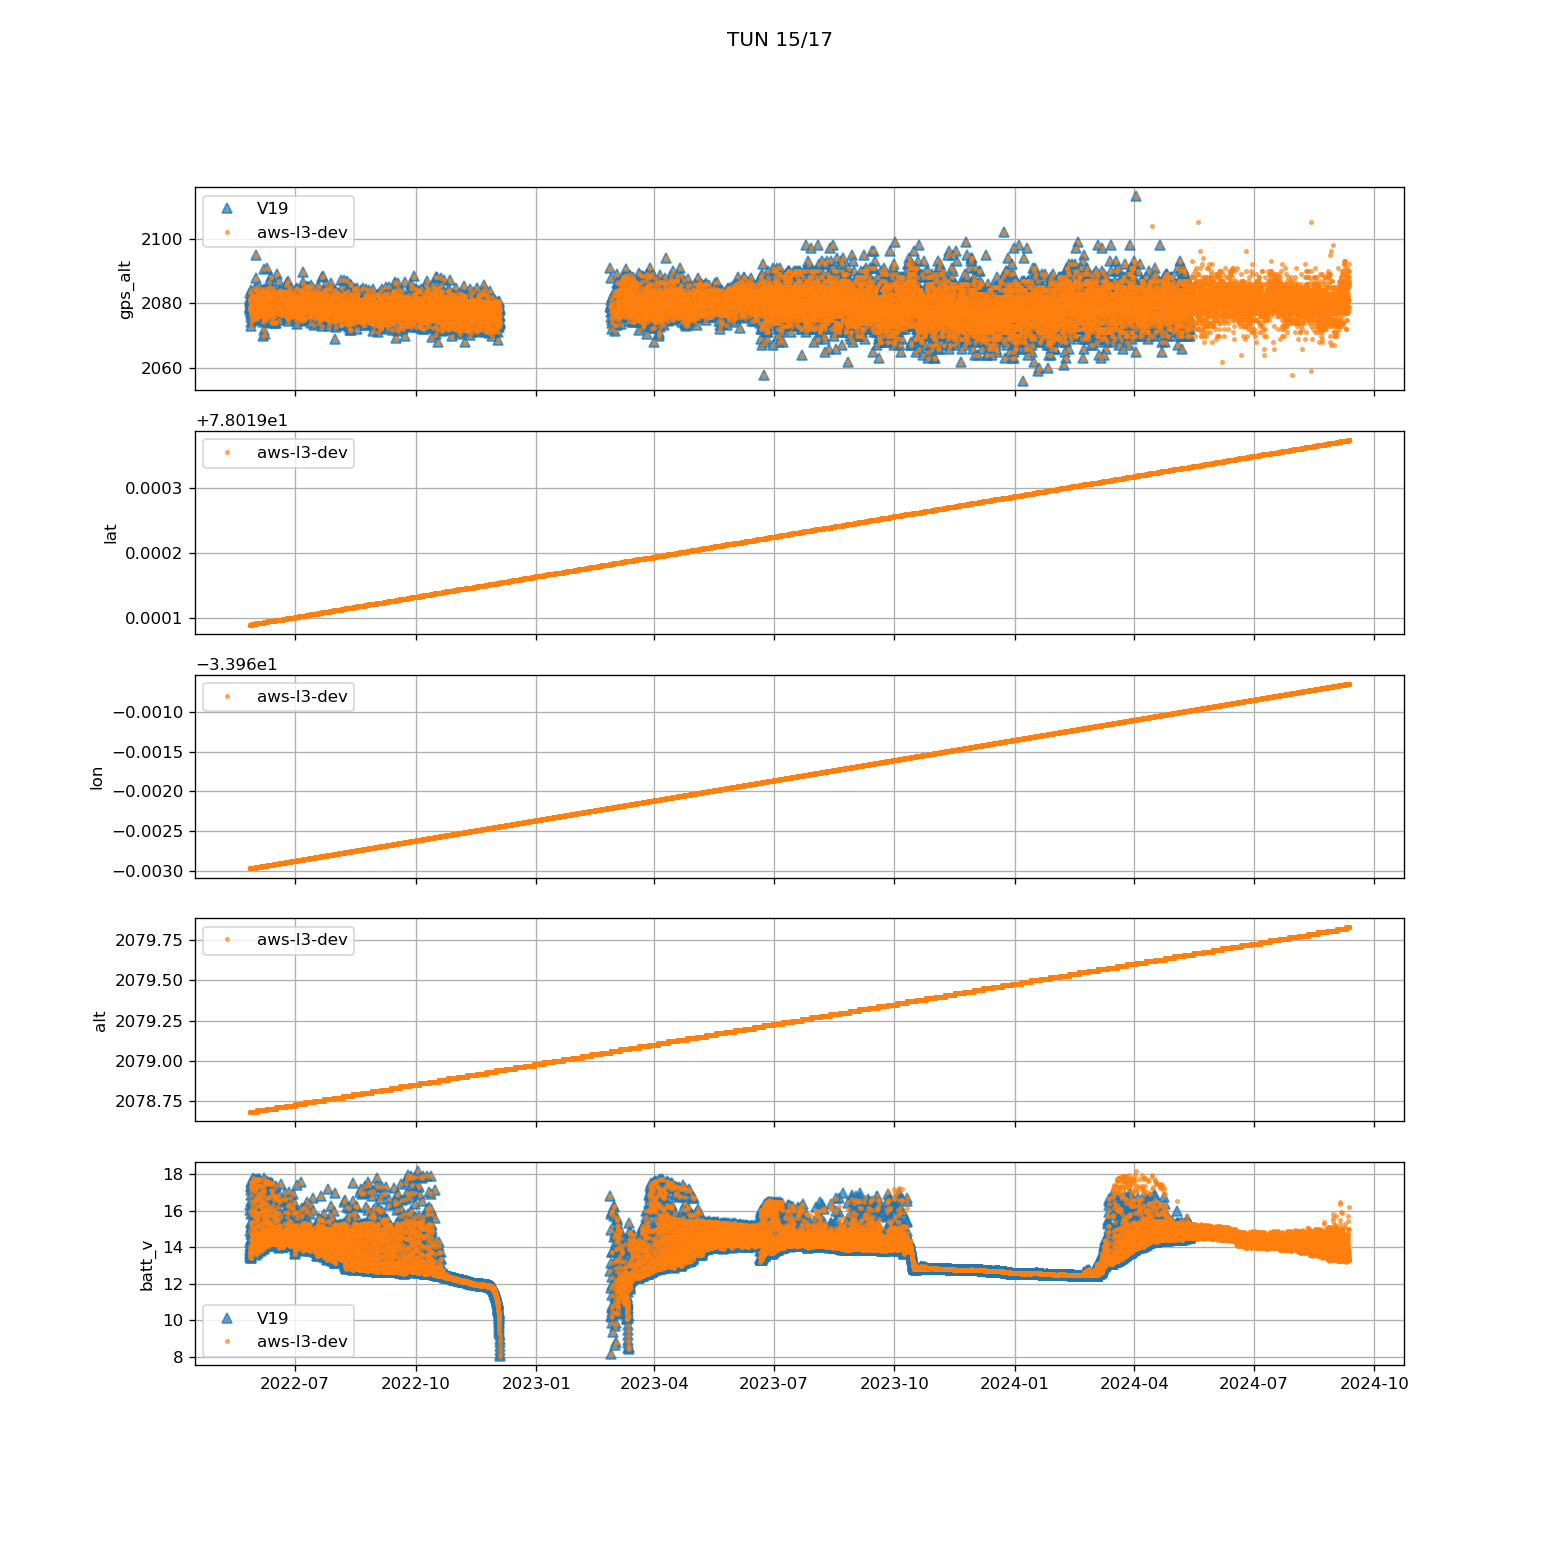 TUN 15/17
V19
aws-l3-dev
2100
2080
2060
gps_alt
+7.8019e1
aws-l3-dev
0.0003
0.0002
0.0001
lat
−3.396e1
aws-l3-dev
−0.0010
−0.0015
−0.0020
−0.0025
−0.0030
lon
aws-l3-dev
2079.75
2079.50
2079.25
2079.00
2078.75
alt
18
16
14
12
10
8
batt_v
V19
aws-l3-dev
2022-07 2022-10 2023-01 2023-04 2023-07 2023-10 2024-01 2024-04 2024-07 2024-10